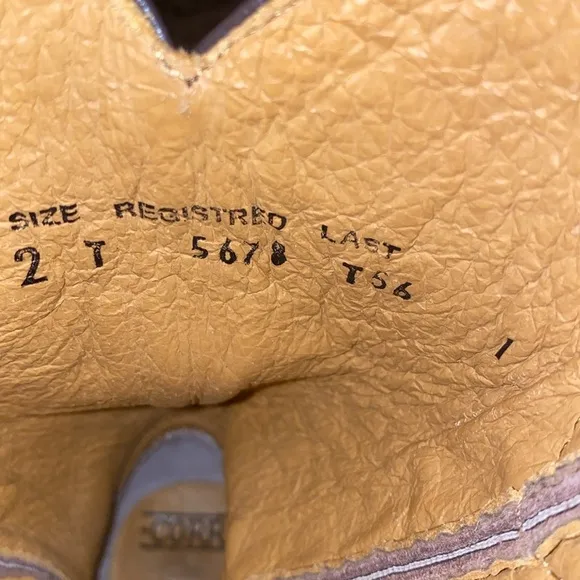 SIZE REGISTRED LAST
2 T 5678 T56
1